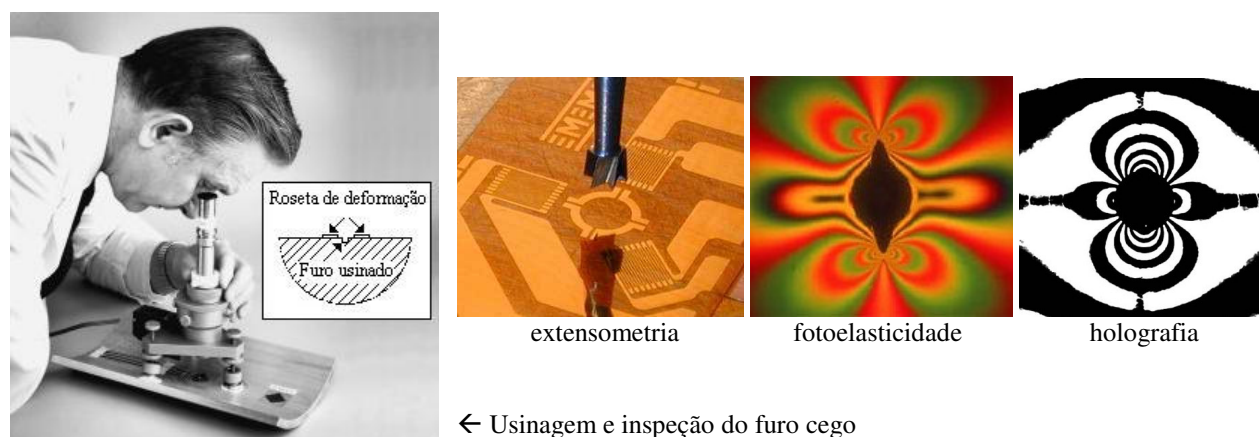 Roseta de deformação
Furo usinado
extensometria
fotoelasticidade
holografia
← Usinagem e inspeção do furo cego